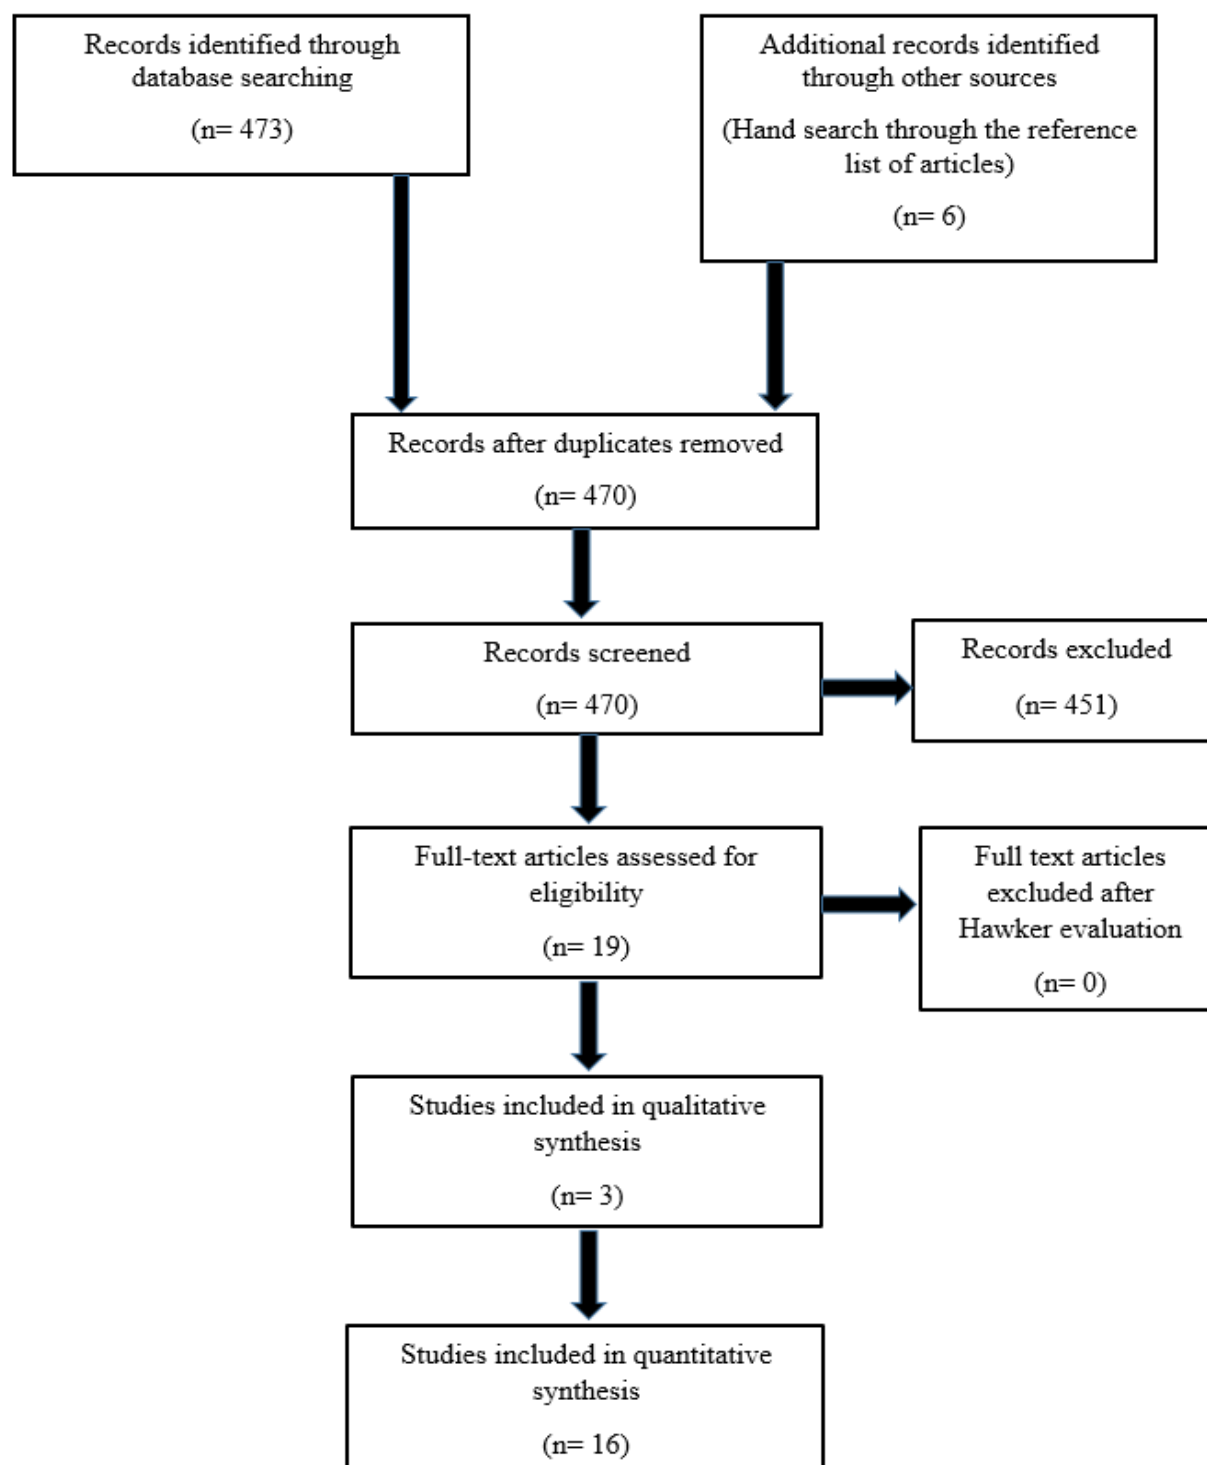 Records identified through
database searching
(n= 473)
Additional records identified
through other sources
(Hand search through the reference
list of articles)
(n= 6)
Records after duplicates removed
(n= 470)
Records screened
(n= 470)
Records excluded
(n= 451)
Full-text articles assessed for
eligibility
(n= 19)
Full text articles
excluded after
Hawker evaluation
(n= 0)
Studies included in qualitative
synthesis
(n= 3)
Studies included in quantitative
synthesis
(n= 16)